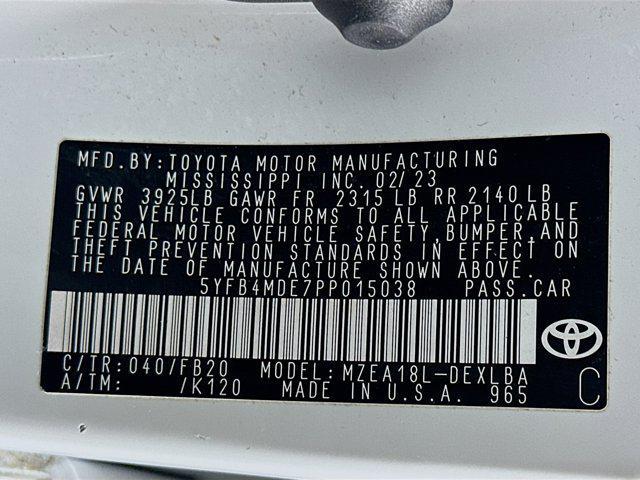 MFD. BY: TOYOTA MOTOR MANUFACTURING
MISSISSIPPI INC. 02/23
GVWR 3925LB GAWR FR 2315 LB RR 2140 LB
THIS VEHICLE CONFORMS TO ALL APPLICABLE
FEDERAL MOTOR VEHICLE SAFETY, BUMPER, AND
THEFT PREVENTION STANDARDS IN EFFECT ON
THE DATE OF MANUFACTURE SHOWN ABOVE.
5YFB4MDE7PP015038 PASS. CAR
C/TR: 040/FB20 MODEL: MZEA18L-DEXLBA
A/TM: /K120 MADE IN U.S.A. 965 C